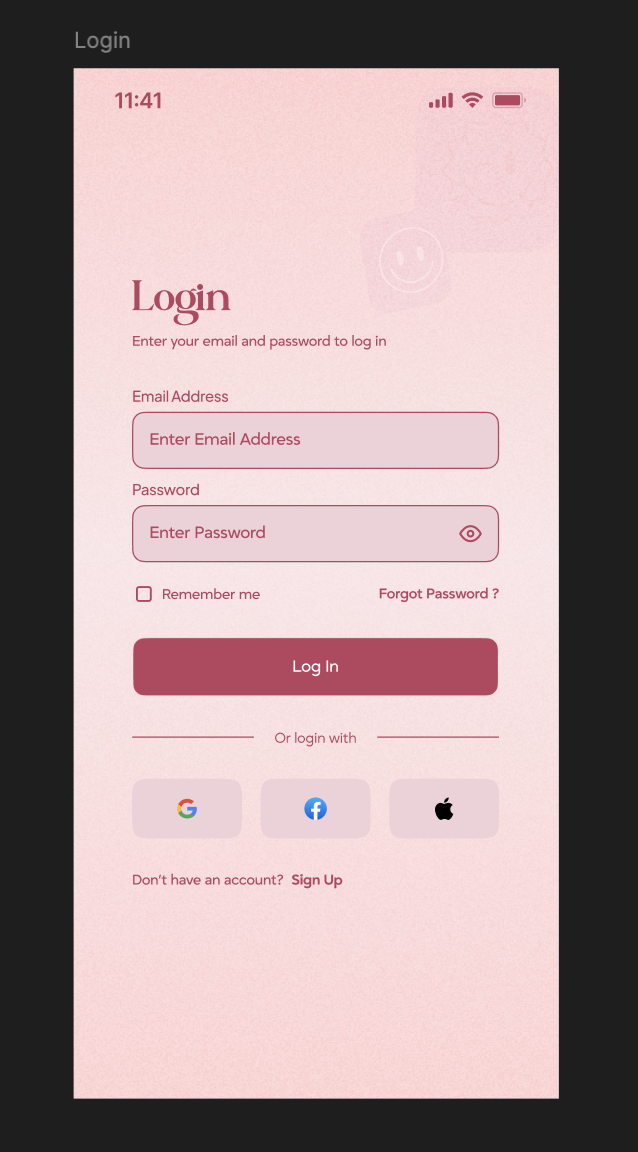 Login
11:41
Login
Enter your email and password to log in
Email Address
Enter Email Address
Password
Enter Password
Remember me Forgot Password ?
Log In
Or login with
Don't have an account? Sign Up